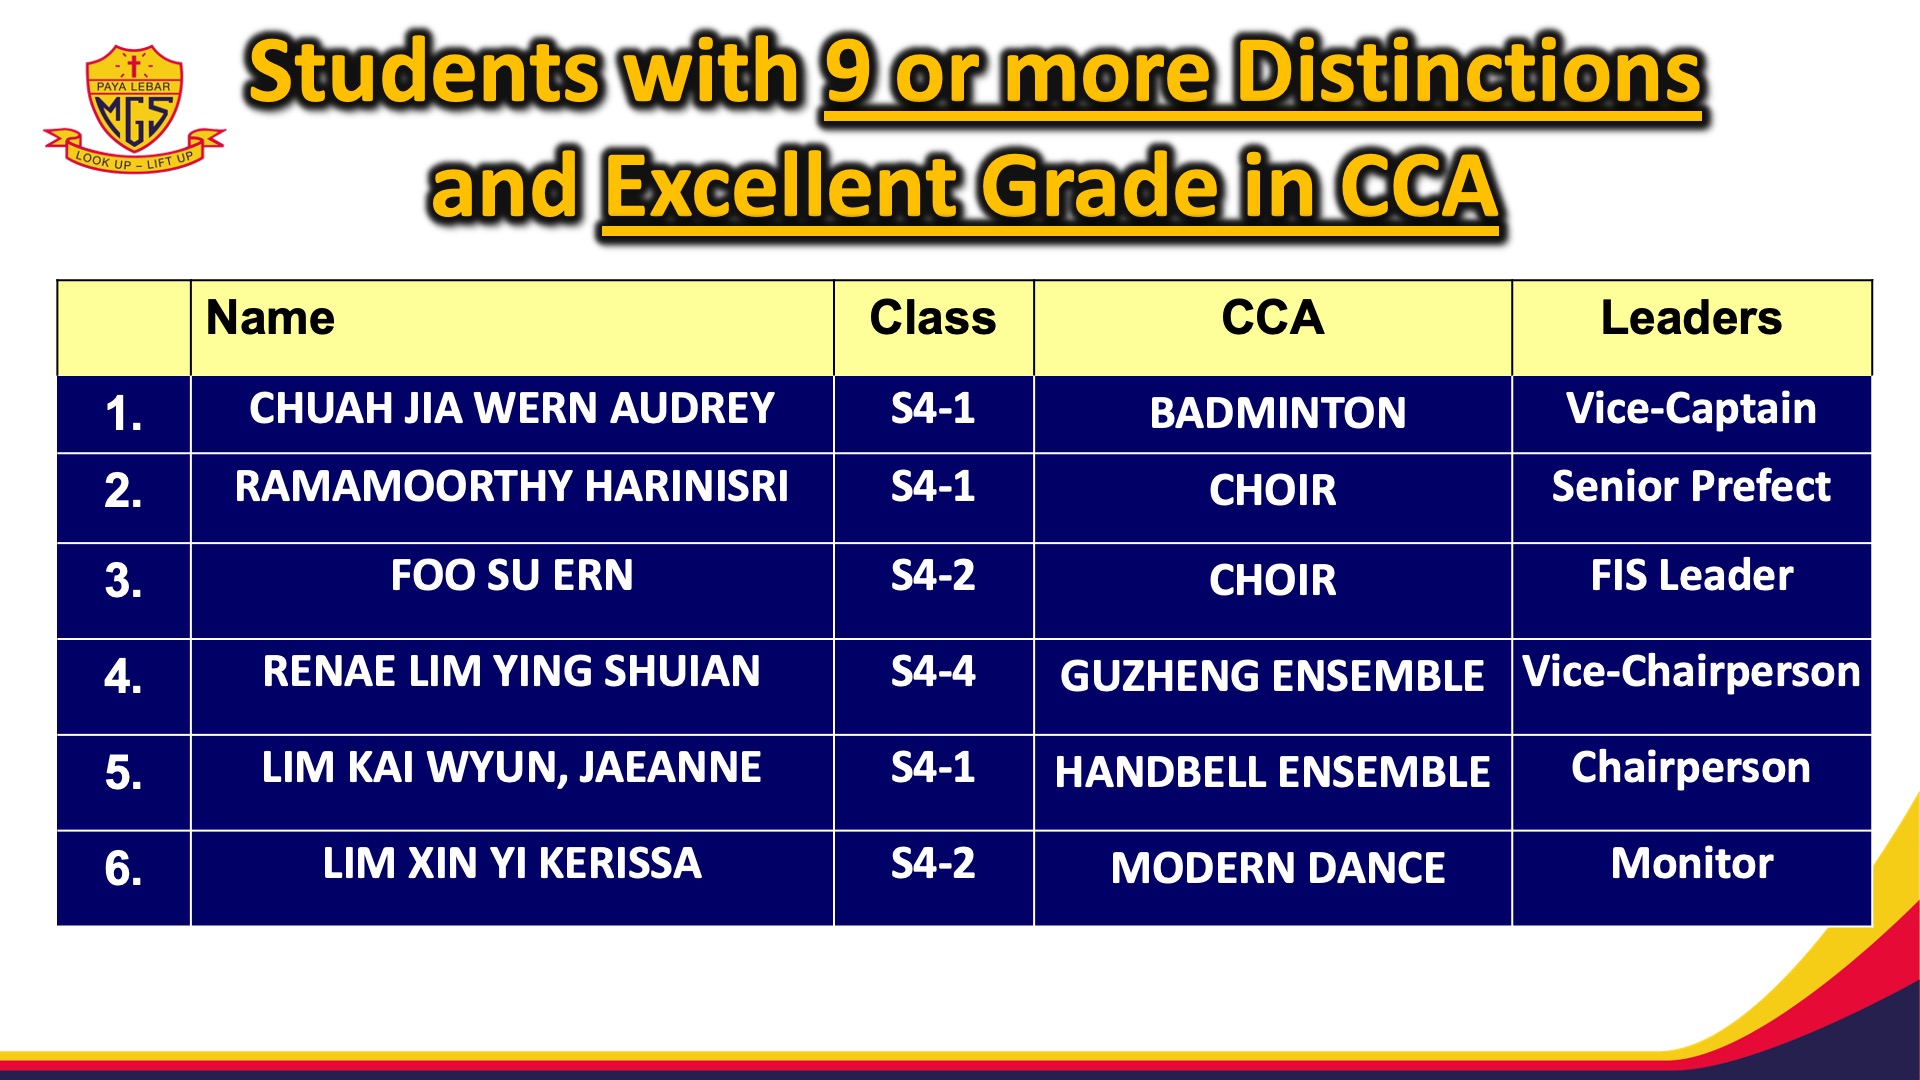 PAYA LEBAR
MGS
LOOK UP – LIFT UP
Students with 9 or more Distinctions
and Excellent Grade in CCA
Name Class CCA Leaders
1. CHUAH JIA WERN AUDREY S4-1 BADMINTON Vice-Captain
2. RAMAMOORTHY HARINISRI S4-1 CHOIR Senior Prefect
3. FOO SU ERN S4-2 CHOIR FIS Leader
4. RENAE LIM YING SHUIAN S4-4 GUZHENG ENSEMBLE Vice-Chairperson
5. LIM KAI WYUN, JAEANNE S4-1 HANDBELL ENSEMBLE Chairperson
6. LIM XIN YI KERISSA S4-2 MODERN DANCE Monitor